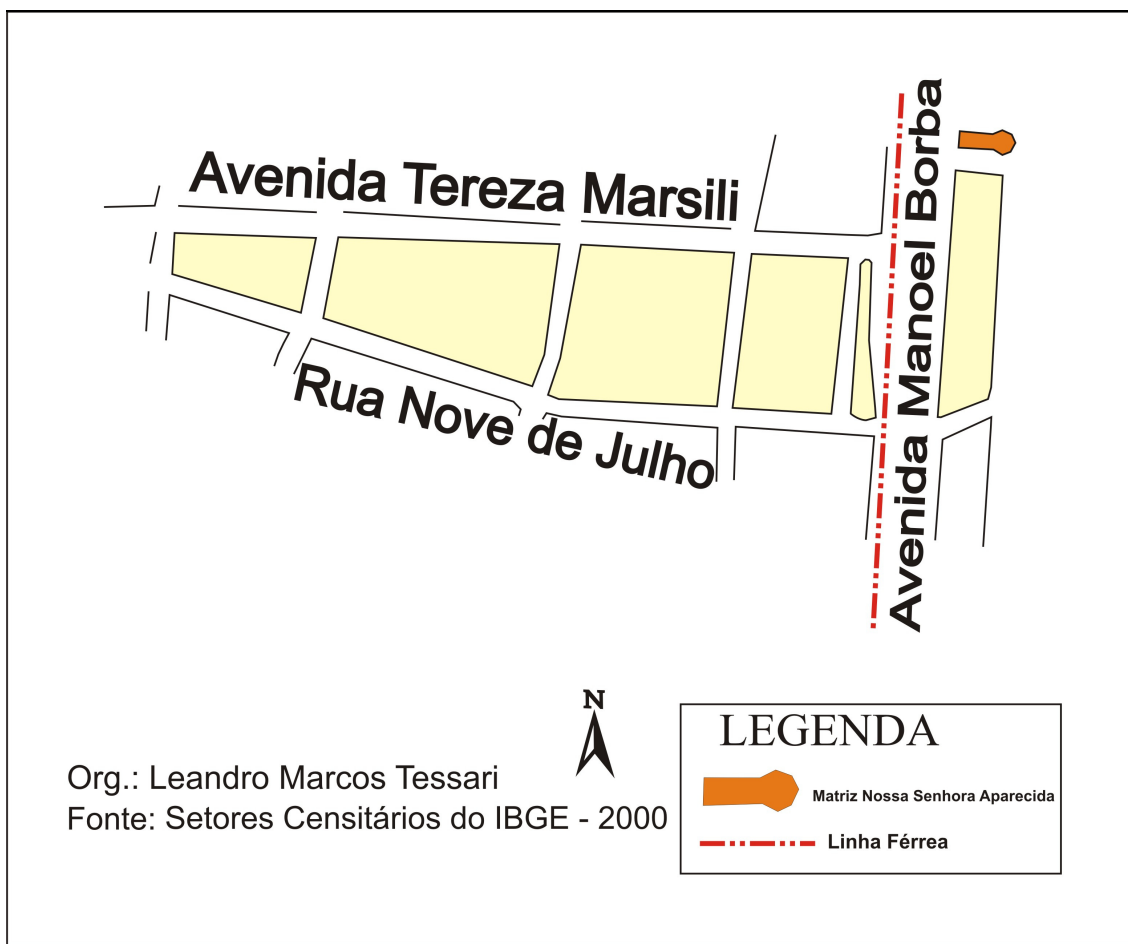 Avenida Tereza Marsili
Avenida Manoel Borba
Rua Nove de Julho
N
Org.: Leandro Marcos Tessari
Fonte: Setores Censitários do IBGE - 2000
LEGENDA
Matriz Nossa Senhora Aparecida
Linha Férrea